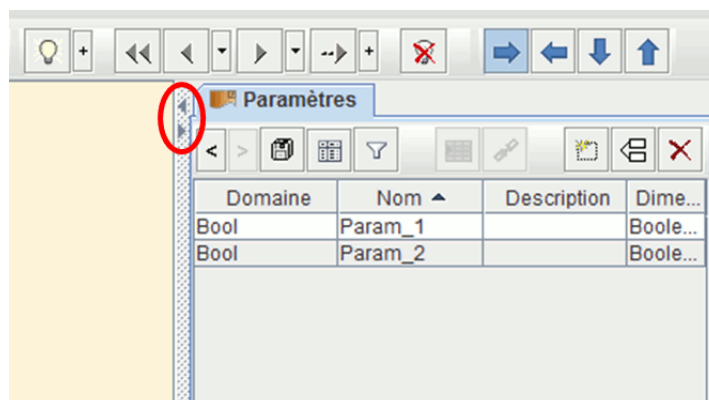 Paramètres
Domaine Nom Description Dime...
Bool Param_1 Boole...
Bool Param_2 Boole...